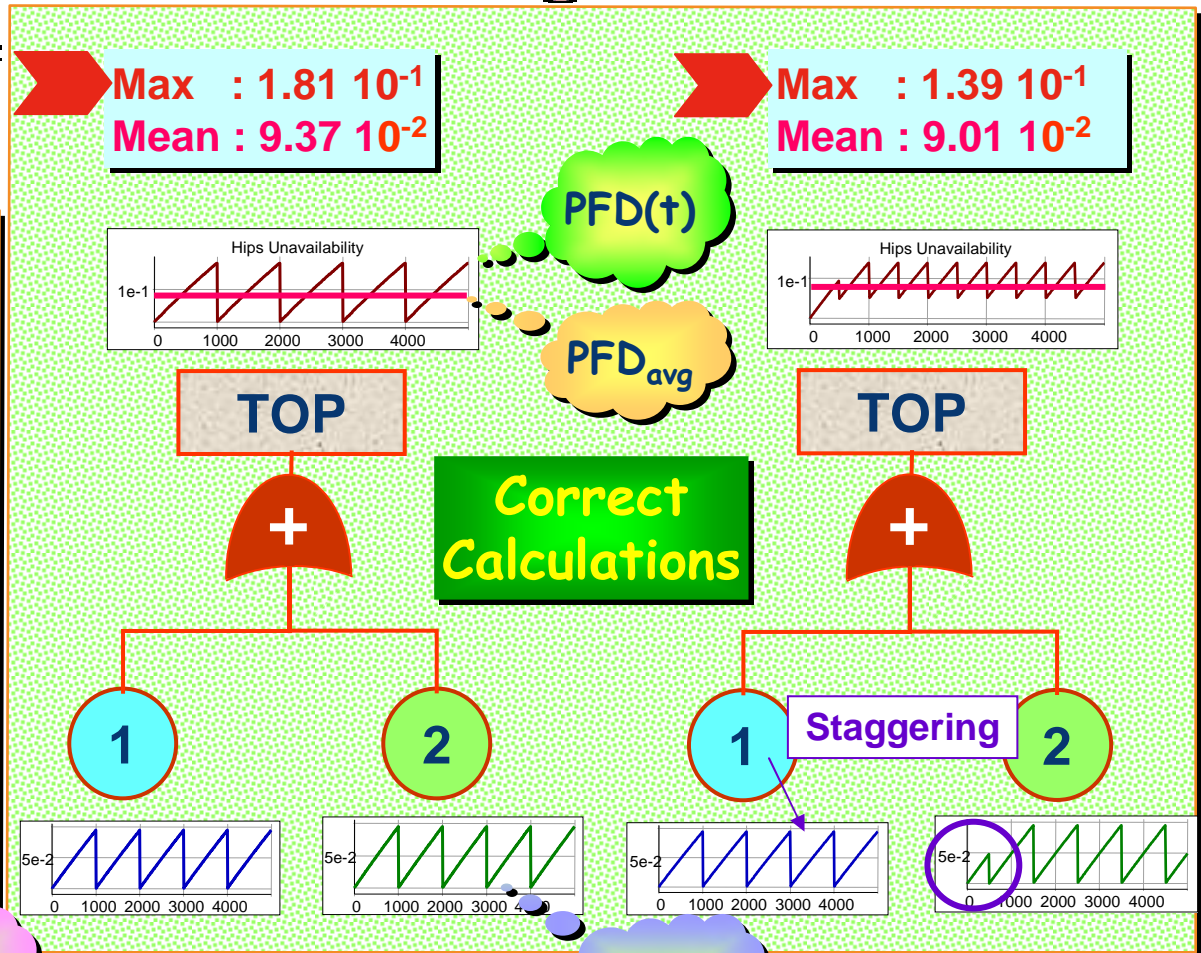 Max : 1.81 10-1
Mean : 9.37 10-2
Max : 1.39 10-1
Mean : 9.01 10-2
PFD(t)
Hips Unavailability
1e-1
0 1000 2000 3000 4000
Hips Unavailability
1e-1
0 1000 2000 3000 4000
PFDavg
TOP
TOP
Correct
Calculations
+
+
1
2
1
Staggering
2
5e-2
0 1000 2000 3000 4000
5e-2
0 1000 2000 3000 4000
5e-2
0 1000 2000 3000 4000
5e-2
0 1000 2000 3000 4000